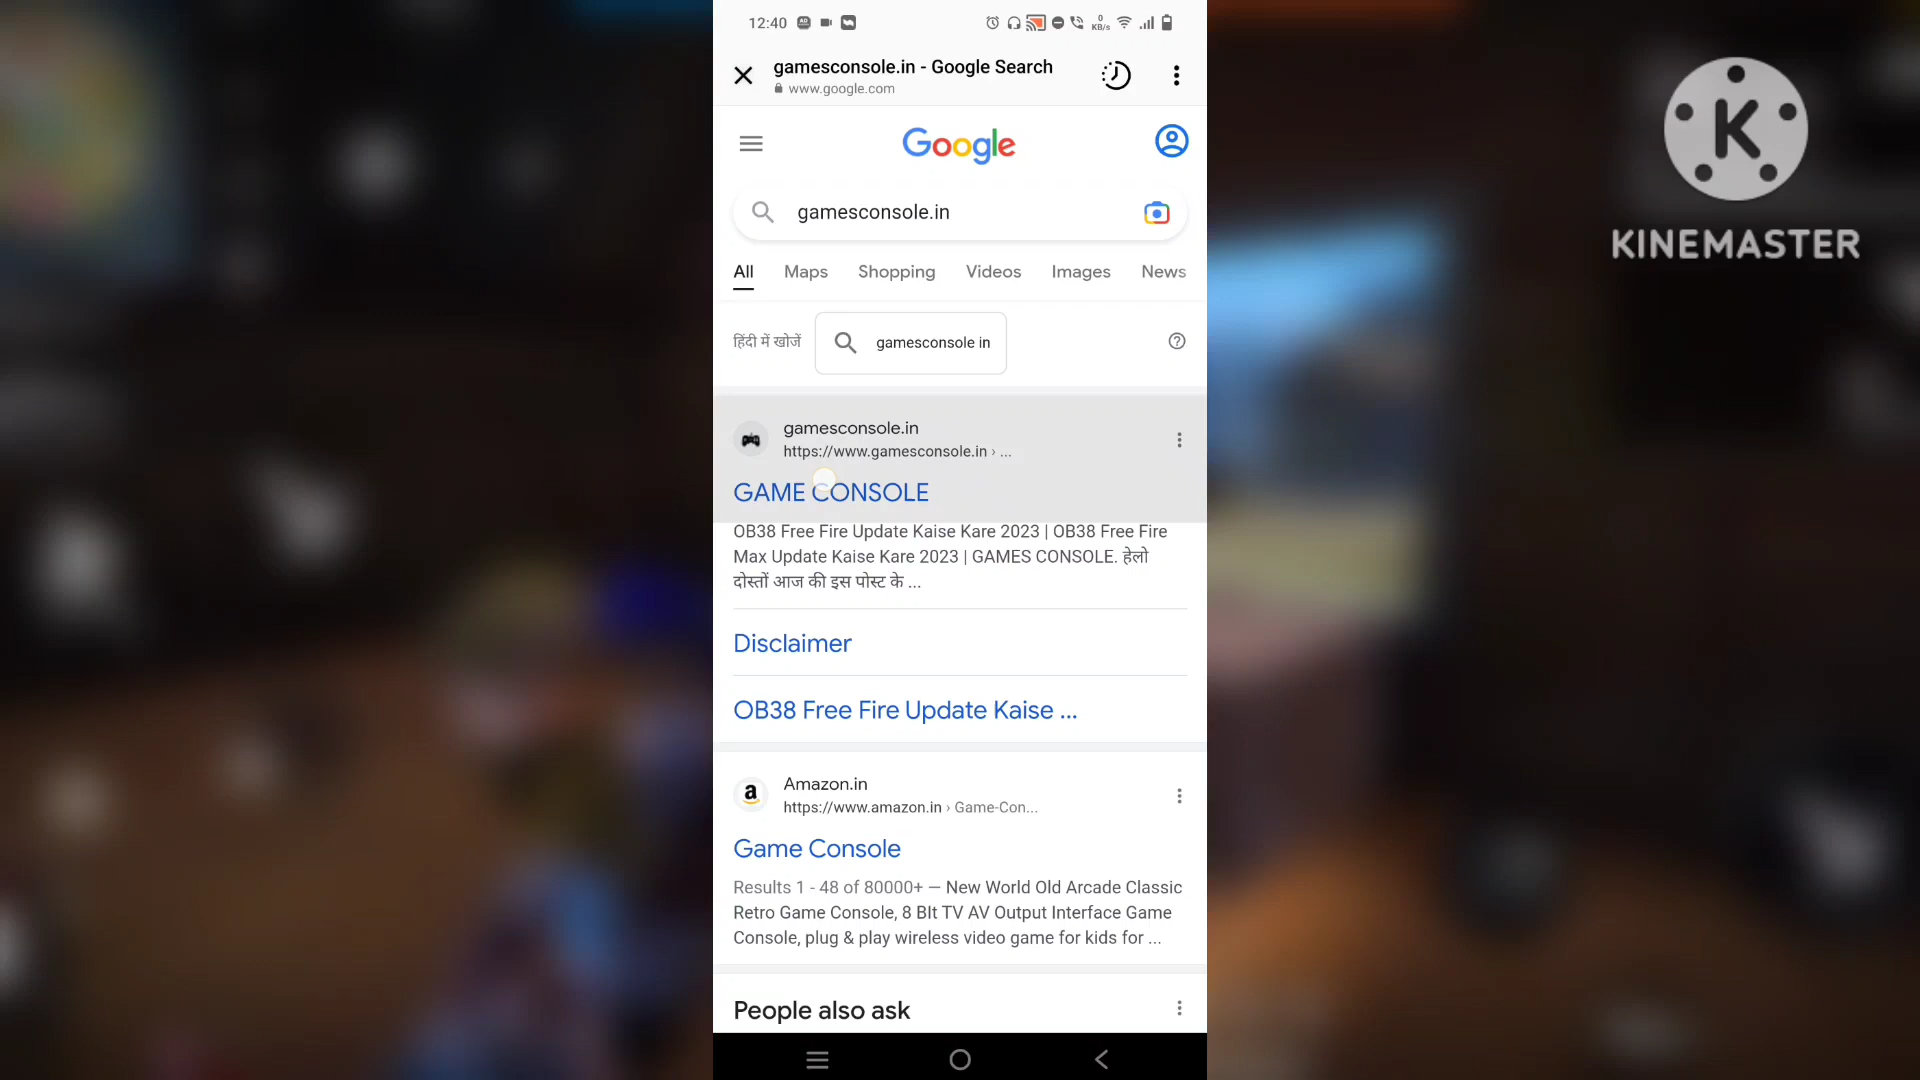 12:40
0
KB/s
gamesconsole.in - Google Search
www.google.com
Google
gamesconsole.in
All Maps Shopping Videos Images News
हिंदी में खोजें gamesconsole in
gamesconsole.in
https://www.gamesconsole.in › ...
GAME CONSOLE
OB38 Free Fire Update Kaise Kare 2023 | OB38 Free Fire
Max Update Kaise Kare 2023 | GAMES CONSOLE. हेलो
दोस्तों आज की इस पोस्ट के ...
Disclaimer
OB38 Free Fire Update Kaise ...
Amazon.in
https://www.amazon.in › Game-Con...
Game Console
Results 1 - 48 of 80000+ — New World Old Arcade Classic
Retro Game Console, 8 BIt TV AV Output Interface Game
Console, plug & play wireless video game for kids for ...
People also ask
K
KINEMASTER